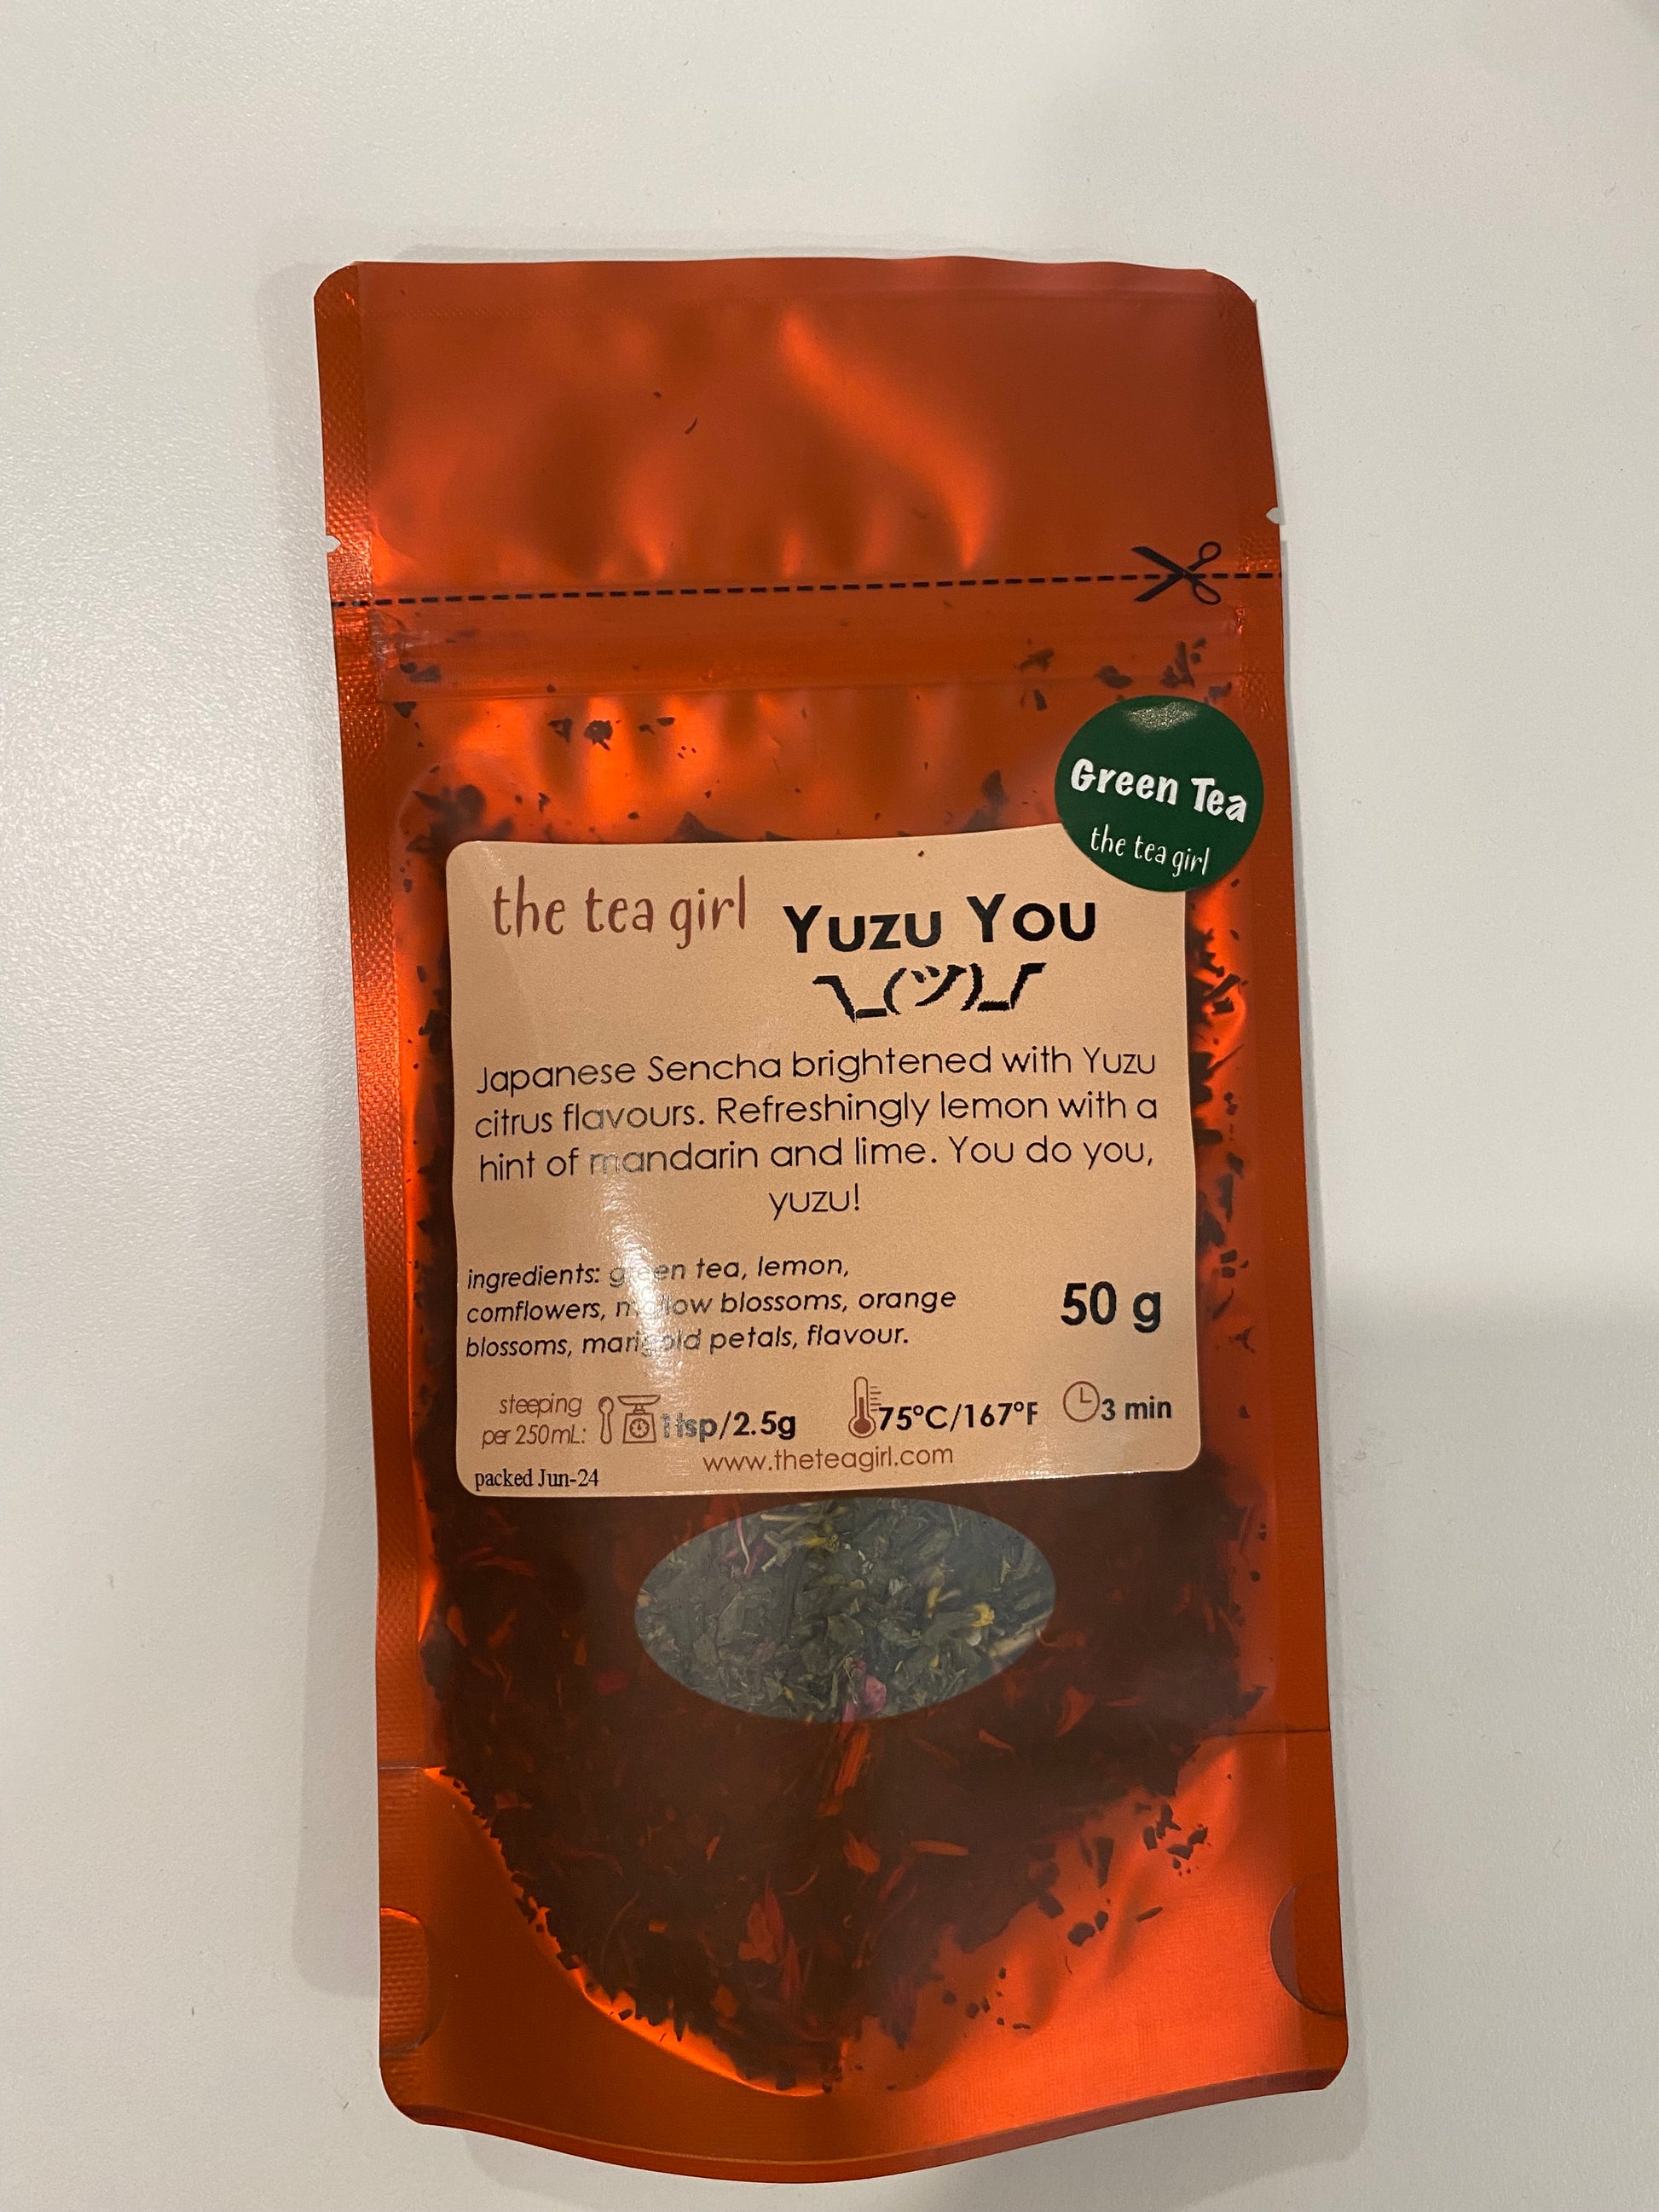 Green Tea
the tea girl
the tea girl
Yuzu You
¯\_(ツ)_/¯
Japanese Sencha brightened with Yuzu
citrus flavours. Refreshingly lemon with a
hint of mandarin and lime. You do you,
yuzu!
ingredients: green tea, lemon,
cornflowers, mallow blossoms, orange
blossoms, marigold petals, flavour.
50 g
steeping
per 250mL:
1 tsp/2.5g
75°C/167°F
3 min
www.theteagirl.com
packed Jun-24